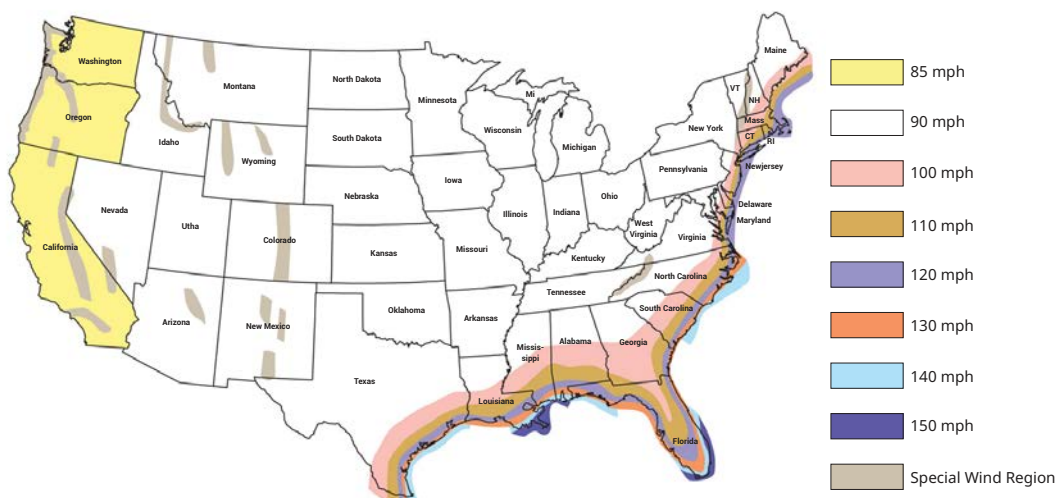 Washington
Oregon
California
Nevada
Idaho
Montana
Wyoming
Utha
Colorado
Arizona
New Mexico
North Dakota
South Dakota
Nebraska
Kansas
Oklahoma
Texas
Minnesota
Iowa
Missouri
Arkansas
Louisiana
Wisconsin
Illinois
Mi
Michigan
Indiana
Ohio
Kentucky
Tennessee
Missis-
sippi
Alabama
Georgia
Florida
South Carolina
North Carolina
Virginia
West
Virginia
Pennsylvania
New York
Maine
VT
NH
Mass
CT
RI
Newjersey
Delaware
Maryland
85 mph
90 mph
100 mph
110 mph
120 mph
130 mph
140 mph
150 mph
Special Wind Region